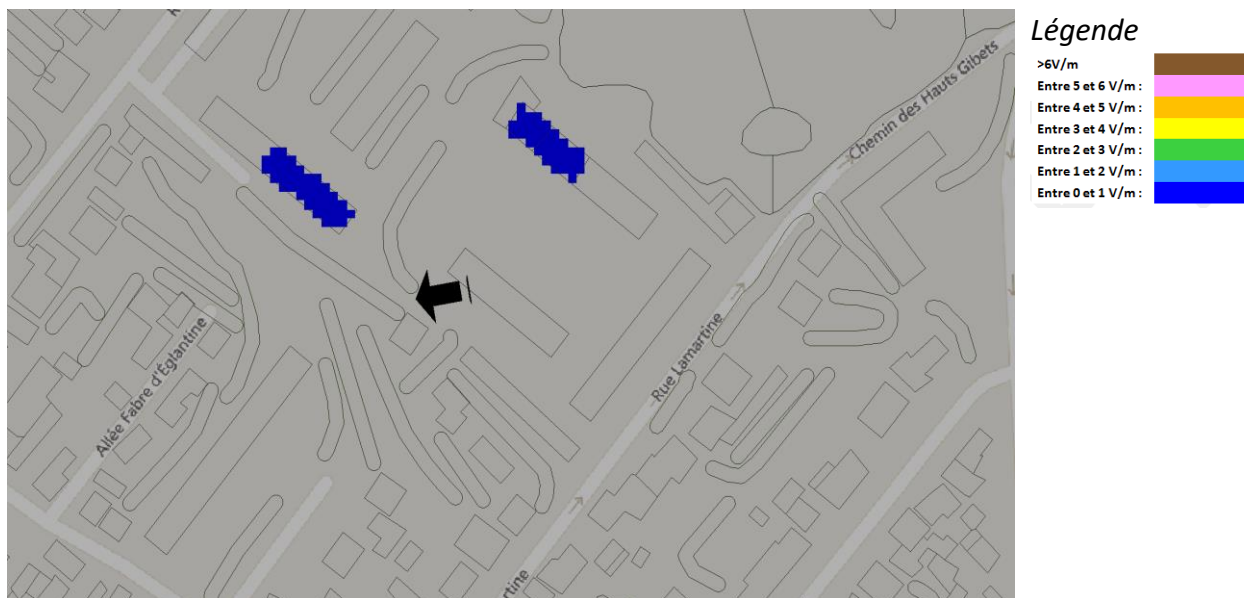 Légende
>6V/m
Entre 5 et 6 V/m :
Entre 4 et 5 V/m :
Entre 3 et 4 V/m :
Entre 2 et 3 V/m :
Entre 1 et 2 V/m :
Entre 0 et 1 V/m :
Chemin des Hauts Gibets
Rue Lamartine
Allée Fabre d'Églantine
rtine